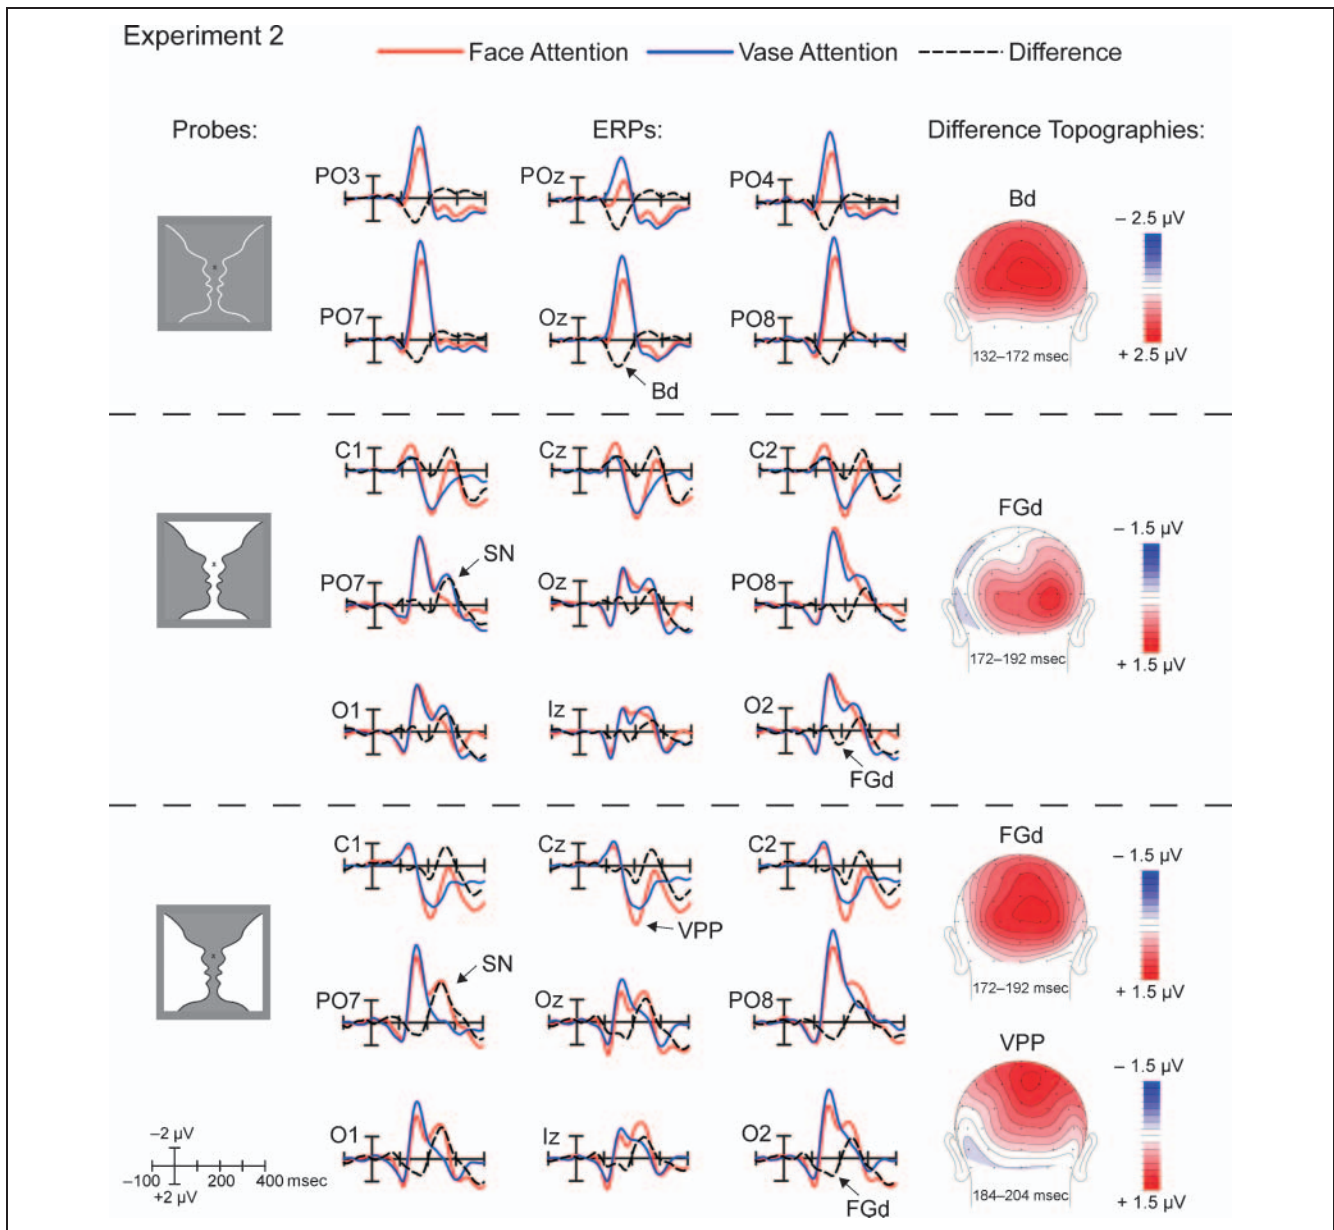 Experiment 2
Face Attention Vase Attention Difference
Probes: ERPs: Difference Topographies:
PO3 POz PO4
Bd
– 2.5 µV
PO7 Oz PO8
Bd
132–172 msec
+ 2.5 µV
C1 Cz C2
FGd
– 1.5 µV
SN
PO7 Oz PO8
172–192 msec
+ 1.5 µV
O1 Iz O2
FGd
C1 Cz C2
FGd
– 1.5 µV
VPP
SN
PO7 Oz PO8
172–192 msec
+ 1.5 µV
VPP
– 1.5 µV
O1 Iz O2
FGd
184–204 msec
+ 1.5 µV
–2 µV
–100 200 400 msec
+2 µV